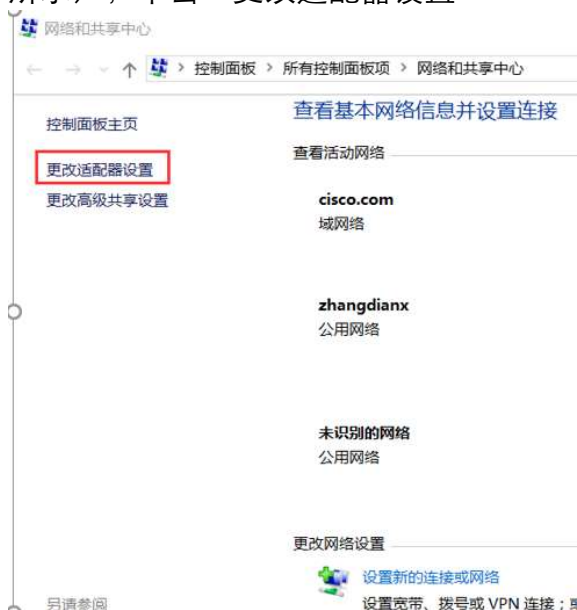 网络和共享中心
控制面板 > 所有控制面板项 > 网络和共享中心
控制面板主页
更改适配器设置
更改高级共享设置
查看基本网络信息并设置连接
查看活动网络
cisco.com
域网络
zhangdianx
公用网络
未识别的网络
公用网络
更改网络设置
设置新的连接或网络
设置宽带、拨号或 VPN 连接；
另请参阅